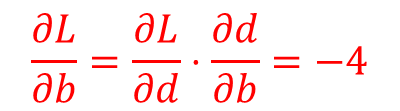 ∂L/∂b = ∂L/∂d · ∂d/∂b = −4